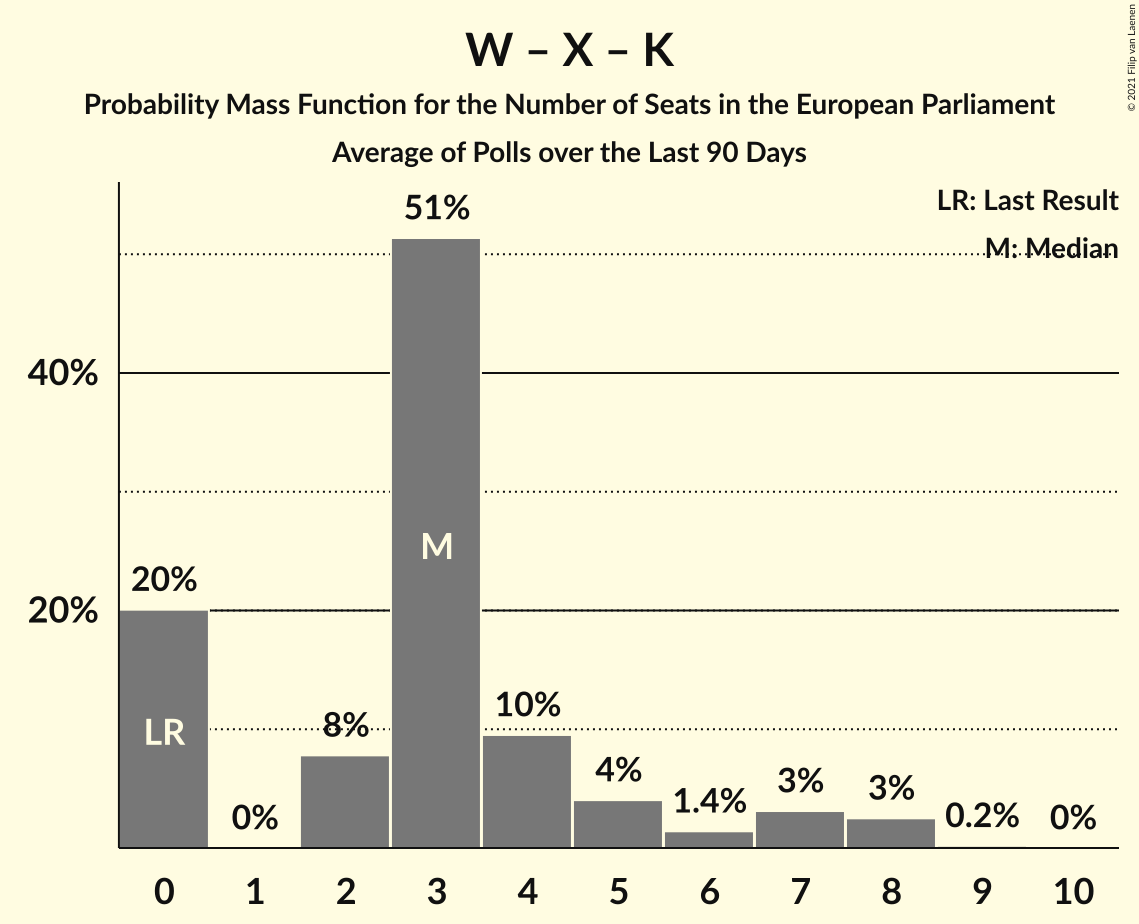 W – X – K
Probability Mass Function for the Number of Seats in the European Parliament
Average of Polls over the Last 90 Days
© 2021 Filip van Laenen
LR: Last Result
M: Median
51%
40%
M
20%
20%
LR
10%
8%
4%
3%
3%
1.4%
0%
0.2%
0%
0 1 2 3 4 5 6 7 8 9 10